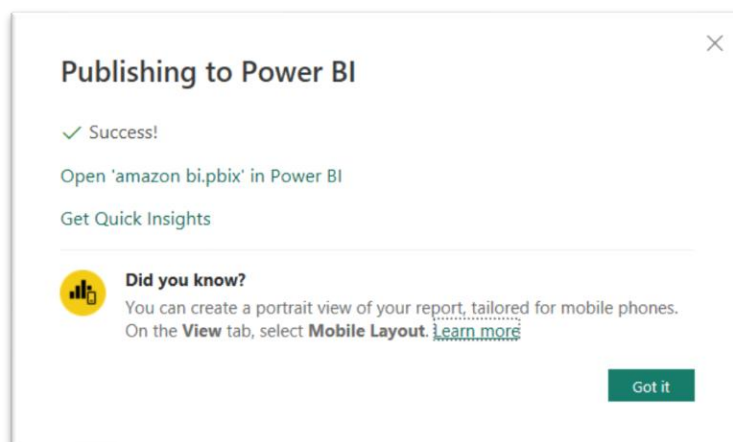 Publishing to Power BI
Success!
Open 'amazon bi.pbix' in Power BI
Get Quick Insights
Did you know?
You can create a portrait view of your report, tailored for mobile phones.
On the View tab, select Mobile Layout. Learn more
Got it